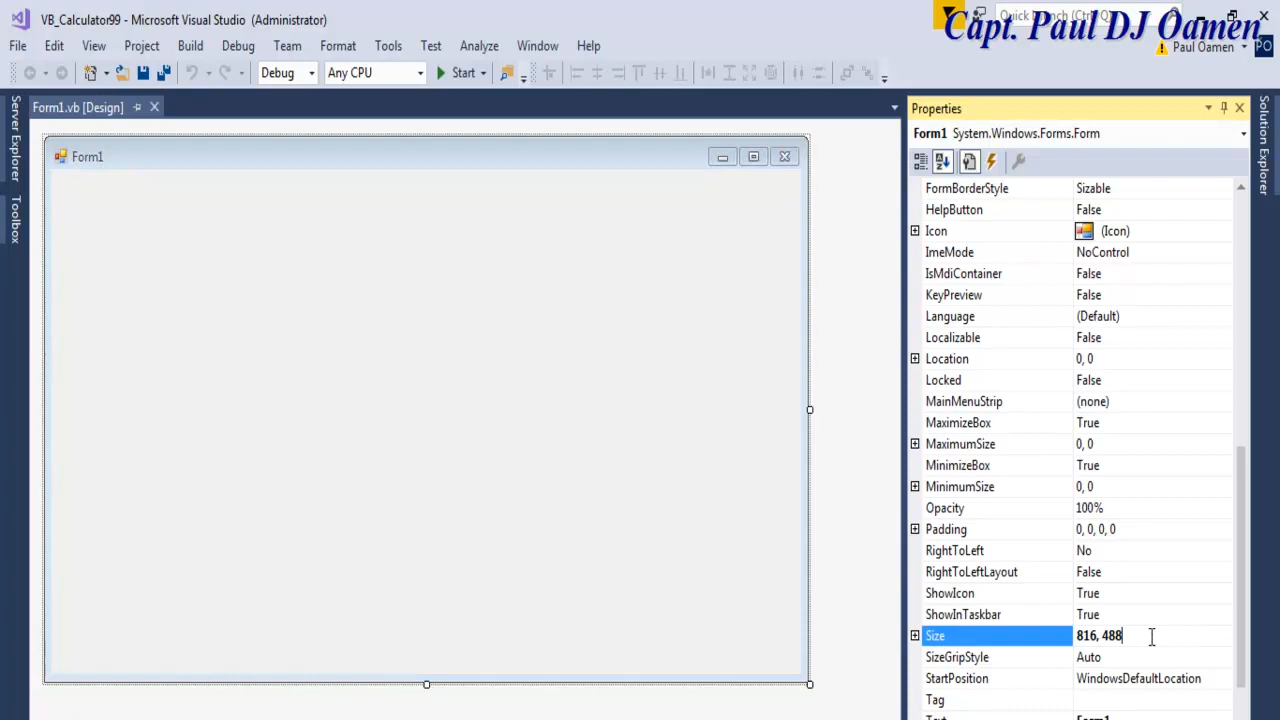 VB_Calculator99 - Microsoft Visual Studio (Administrator)
Quick Launch (Ctrl+Q)
Capt. Paul DJ Oamen
File Edit View Project Build Debug Team Format Tools Test Analyze Window Help
Paul Oamen PO
Debug Any CPU Start
Server Explorer
Toolbox
Form1.vb [Design]
Form1
Properties
Form1 System.Windows.Forms.Form
FormBorderStyle Sizable
HelpButton False
Icon (Icon)
ImeMode NoControl
IsMdiContainer False
KeyPreview False
Language (Default)
Localizable False
Location 0, 0
Locked False
MainMenuStrip (none)
MaximizeBox True
MaximumSize 0, 0
MinimizeBox True
MinimumSize 0, 0
Opacity 100%
Padding 0, 0, 0, 0
RightToLeft No
RightToLeftLayout False
ShowIcon True
ShowInTaskbar True
Size 816, 488
SizeGripStyle Auto
StartPosition WindowsDefaultLocation
Tag
Text Form1
Solution Explorer